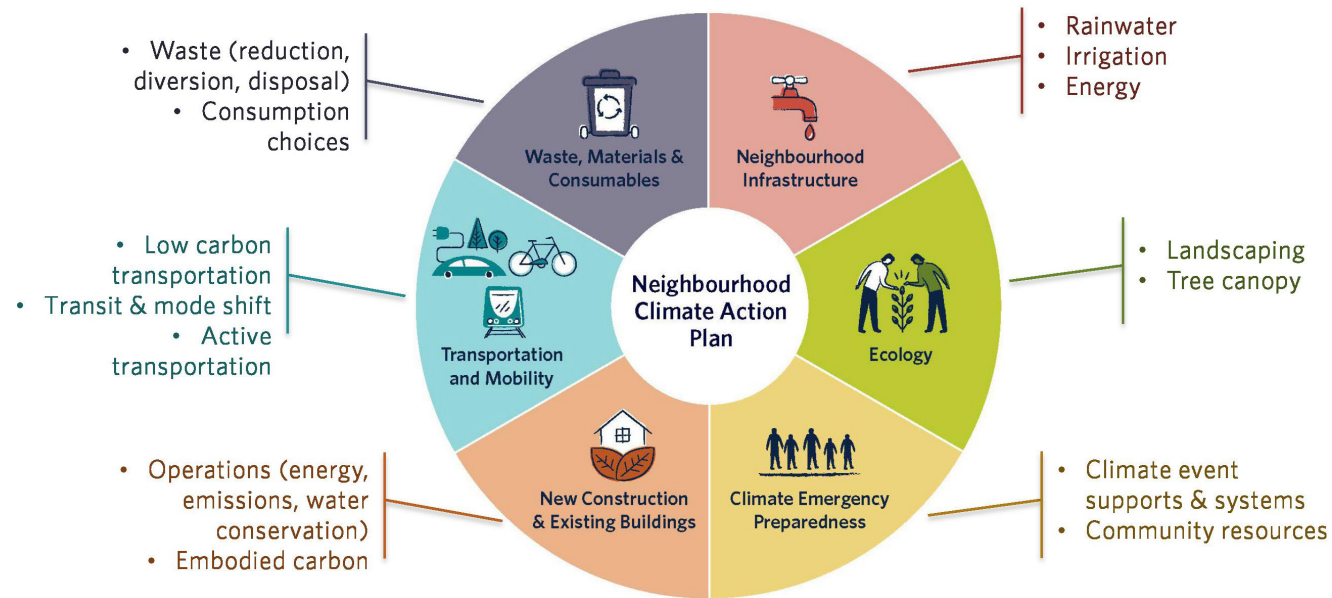 • Waste (reduction,
diversion, disposal)
• Consumption
choices
Waste, Materials &
Consumables
Neighbourhood
Infrastructure
• Rainwater
• Irrigation
• Energy
• Low carbon
transportation
• Transit & mode shift
• Active
transportation
Transportation
and Mobility
Neighbourhood
Climate Action
Plan
Ecology
• Landscaping
• Tree canopy
• Operations (energy,
emissions, water
conservation)
• Embodied carbon
New Construction
& Existing Buildings
Climate Emergency
Preparedness
• Climate event
supports & systems
• Community resources